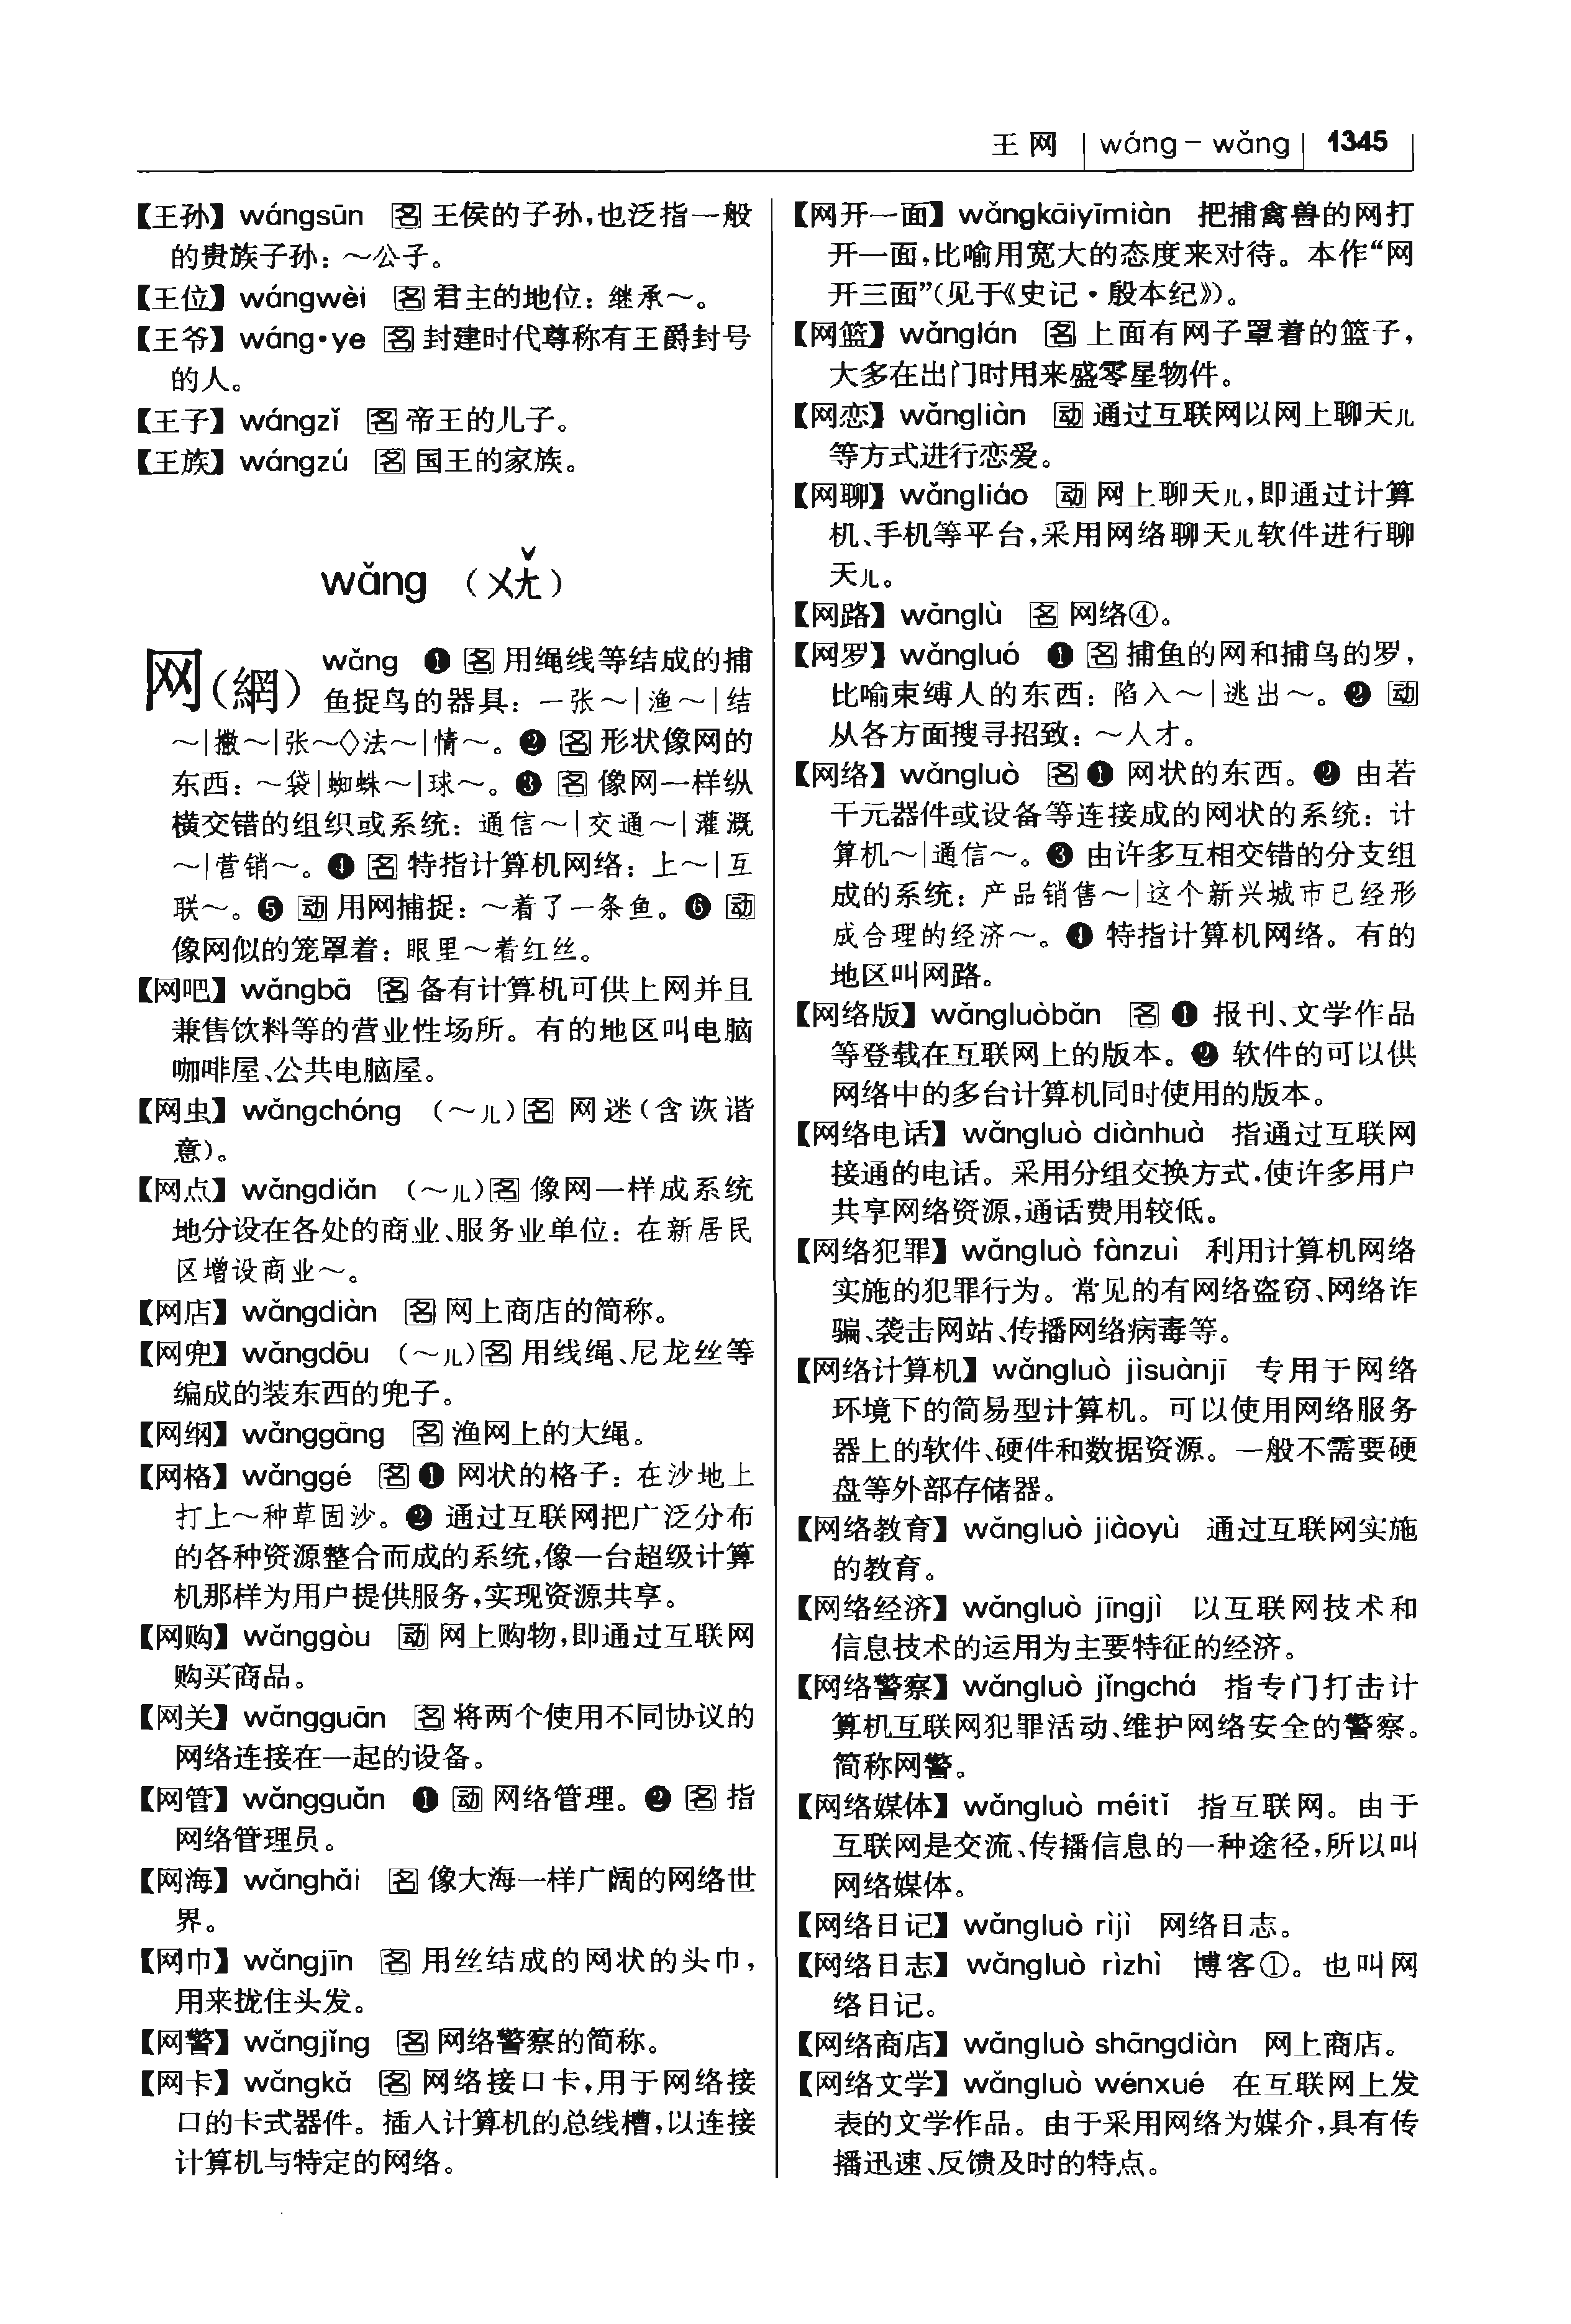 王 网 | wáng－wǎng | 1345
【王孙】 wángsūn 名 王侯的子孙,也泛指一般
的贵族子孙：～公子。
【王位】 wángwèi 名 君主的地位：继承～。
【王爷】 wáng·ye 名 封建时代尊称有王爵封号
的人。
【王子】 wángzǐ 名 帝王的儿子。
【王族】 wángzú 名 国王的家族。
wǎng （ㄨㄤˇ）
网（網） wǎng ❶ 名 用绳线等结成的捕
鱼捉鸟的器具：一张～|渔～|结
～|撒～|张～◇法～|情～。❷ 名 形状像网的
东西：～袋|蜘蛛～|球～。❸ 名 像网一样纵
横交错的组织或系统：通信～|交通～|灌溉
～|营销～。❹ 名 特指计算机网络：上～|互
联～。❺ 动 用网捕捉：～着了一条鱼。❻ 动
像网似的笼罩着：眼里～着红丝。
【网吧】 wǎngbā 名 备有计算机可供上网并且
兼售饮料等的营业性场所。有的地区叫电脑
咖啡屋、公共电脑屋。
【网虫】 wǎngchóng （～儿）名 网迷（含诙谐
意）。
【网点】 wǎngdiǎn （～儿）名 像网一样成系统
地分设在各处的商业、服务业单位：在新居民
区增设商业～。
【网店】 wǎngdiàn 名 网上商店的简称。
【网兜】 wǎngdōu （～儿）名 用线绳、尼龙丝等
编成的装东西的兜子。
【网纲】 wǎnggāng 名 渔网上的大绳。
【网格】 wǎnggé 名 ❶ 网状的格子：在沙地上
打上～种草固沙。❷ 通过互联网把广泛分布
的各种资源整合而成的系统,像一台超级计算
机那样为用户提供服务,实现资源共享。
【网购】 wǎnggòu 动 网上购物,即通过互联网
购买商品。
【网关】 wǎngguān 名 将两个使用不同协议的
网络连接在一起的设备。
【网管】 wǎngguǎn ❶ 动 网络管理。❷ 名 指
网络管理员。
【网海】 wǎnghǎi 名 像大海一样广阔的网络世
界。
【网巾】 wǎngjīn 名 用丝结成的网状的头巾,
用来拢住头发。
【网警】 wǎngjǐng 名 网络警察的简称。
【网卡】 wǎngkǎ 名 网络接口卡,用于网络接
口的卡式器件。插入计算机的总线槽,以连接
计算机与特定的网络。
【网开一面】 wǎngkāiyīmiàn 把捕禽兽的网打
开一面,比喻用宽大的态度来对待。本作“网
开三面”（见于《史记·殷本纪》）。
【网篮】 wǎnglán 名 上面有网子罩着的篮子,
大多在出门时用来盛零星物件。
【网恋】 wǎngliàn 动 通过互联网以网上聊天儿
等方式进行恋爱。
【网聊】 wǎngliáo 动 网上聊天儿,即通过计算
机、手机等平台,采用网络聊天儿软件进行聊
天儿。
【网路】 wǎnglù 名 网络④。
【网罗】 wǎngluó ❶ 名 捕鱼的网和捕鸟的罗,
比喻束缚人的东西：陷入～|逃出～。❷ 动
从各方面搜寻招致：～人才。
【网络】 wǎngluò 名 ❶ 网状的东西。❷ 由若
干元器件或设备等连接成的网状的系统：计
算机～|通信～。❸ 由许多互相交错的分支组
成的系统：产品销售～|这个新兴城市已经形
成合理的经济～。❹ 特指计算机网络。有的
地区叫网路。
【网络版】 wǎngluòbǎn 名 ❶ 报刊、文学作品
等登载在互联网上的版本。❷ 软件的可以供
网络中的多台计算机同时使用的版本。
【网络电话】 wǎngluò diànhuà 指通过互联网
接通的电话。采用分组交换方式,使许多用户
共享网络资源,通话费用较低。
【网络犯罪】 wǎngluò fànzuì 利用计算机网络
实施的犯罪行为。常见的有网络盗窃、网络诈
骗、袭击网站、传播网络病毒等。
【网络计算机】 wǎngluò jìsuànjī 专用于网络
环境下的简易型计算机。可以使用网络服务
器上的软件、硬件和数据资源。一般不需要硬
盘等外部存储器。
【网络教育】 wǎngluò jiàoyù 通过互联网实施
的教育。
【网络经济】 wǎngluò jīngjì 以互联网技术和
信息技术的运用为主要特征的经济。
【网络警察】 wǎngluò jǐngchá 指专门打击计
算机互联网犯罪活动、维护网络安全的警察。
简称网警。
【网络媒体】 wǎngluò méitǐ 指互联网。由于
互联网是交流、传播信息的一种途径,所以叫
网络媒体。
【网络日记】 wǎngluò rìjì 网络日志。
【网络日志】 wǎngluò rìzhì 博客①。也叫网
络日记。
【网络商店】 wǎngluò shāngdiàn 网上商店。
【网络文学】 wǎngluò wénxué 在互联网上发
表的文学作品。由于采用网络为媒介,具有传
播迅速、反馈及时的特点。